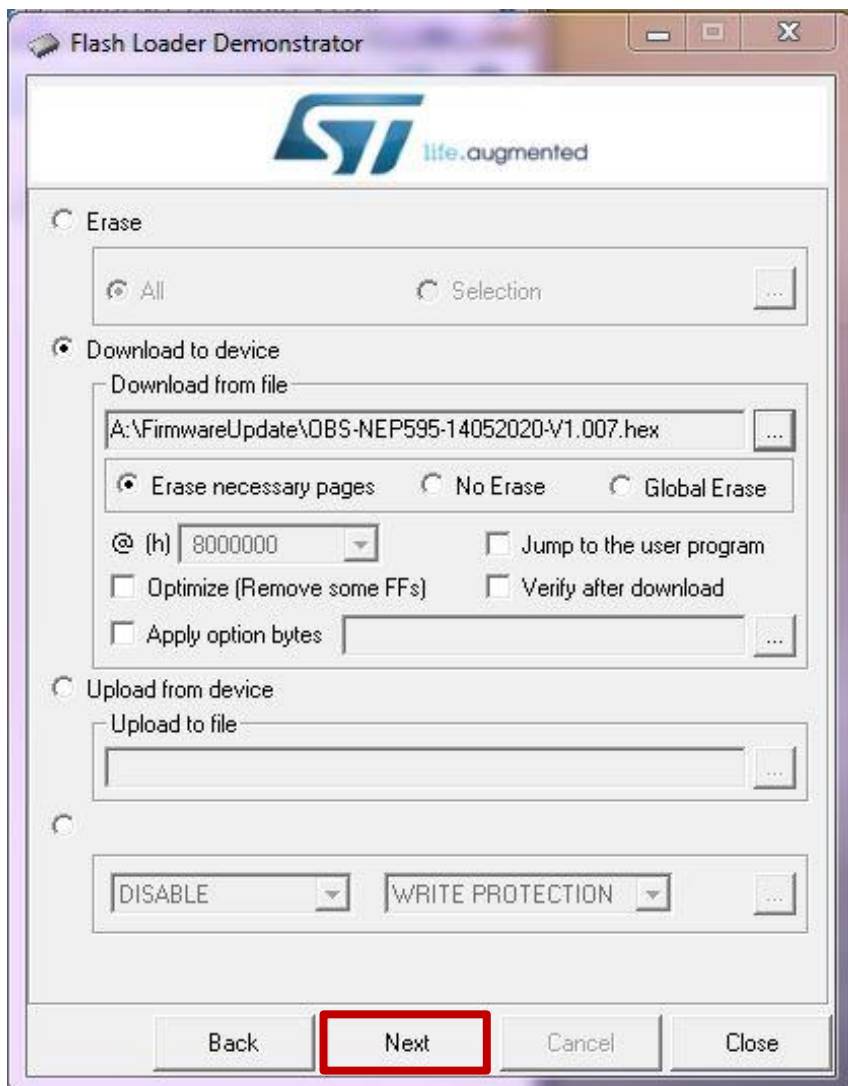 Flash Loader Demonstrator
ST life.augmented
Erase
All Selection ...
Download to device
Download from file
A:\FirmwareUpdate\OBS-NEP595-14052020-V1.007.hex ...
Erase necessary pages No Erase Global Erase
@ (h) 8000000 Jump to the user program
Optimize (Remove some FFs) Verify after download
Apply option bytes ...
Upload from device
Upload to file
...
DISABLE WRITE PROTECTION ...
Back Next Cancel Close